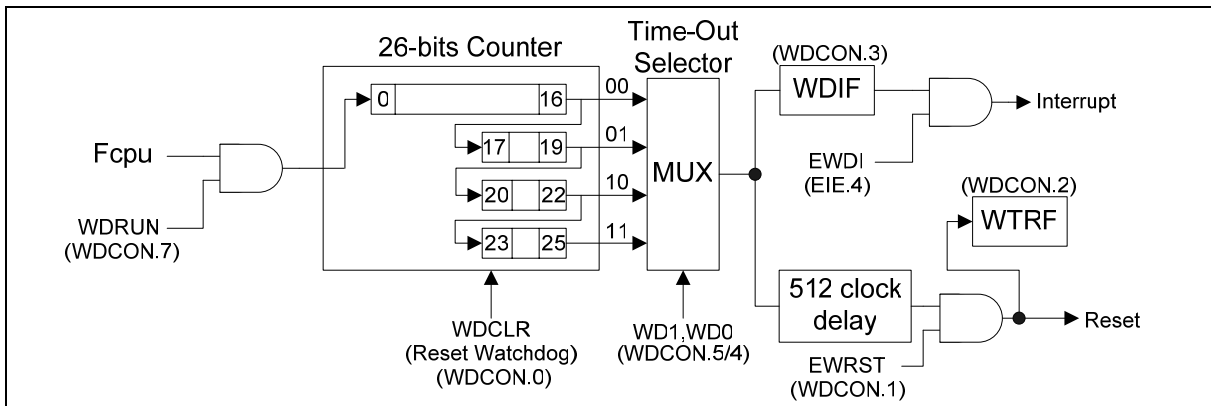 26-bits Counter
Time-Out
Selector
(WDCON.3)
WDIF
Interrupt
EWDI
(EIE.4)
0
16
00
17
19
01
20
22
10
23
25
11
MUX
Fcpu
WDRUN
(WDCON.7)
(WDCON.2)
WTRF
512 clock
delay
Reset
EWRST
(WDCON.1)
WDCLR
(Reset Watchdog)
(WDCON.0)
WD1,WD0
(WDCON.5/4)